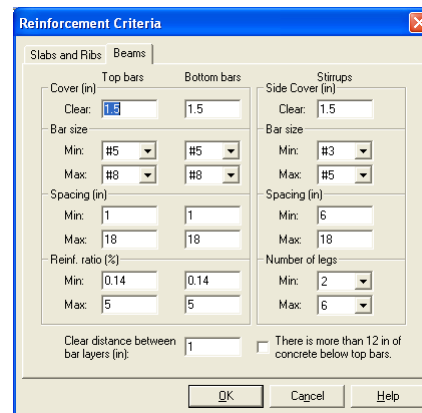 Reinforcement Criteria
Slabs and Ribs Beams
Top bars Bottom bars Stirrups
Cover (in) Side Cover (in)
Clear: 1.5 1.5 Clear: 1.5
Bar size Bar size
Min: #5 #5 Min: #3
Max: #8 #8 Max: #5
Spacing (in) Spacing (in)
Min: 1 1 Min: 6
Max: 18 18 Max: 18
Reinf. ratio (%) Number of legs
Min: 0.14 0.14 Min: 2
Max: 5 5 Max: 6
Clear distance between 1 There is more than 12 in of
bar layers (in): concrete below top bars.
OK Cancel Help